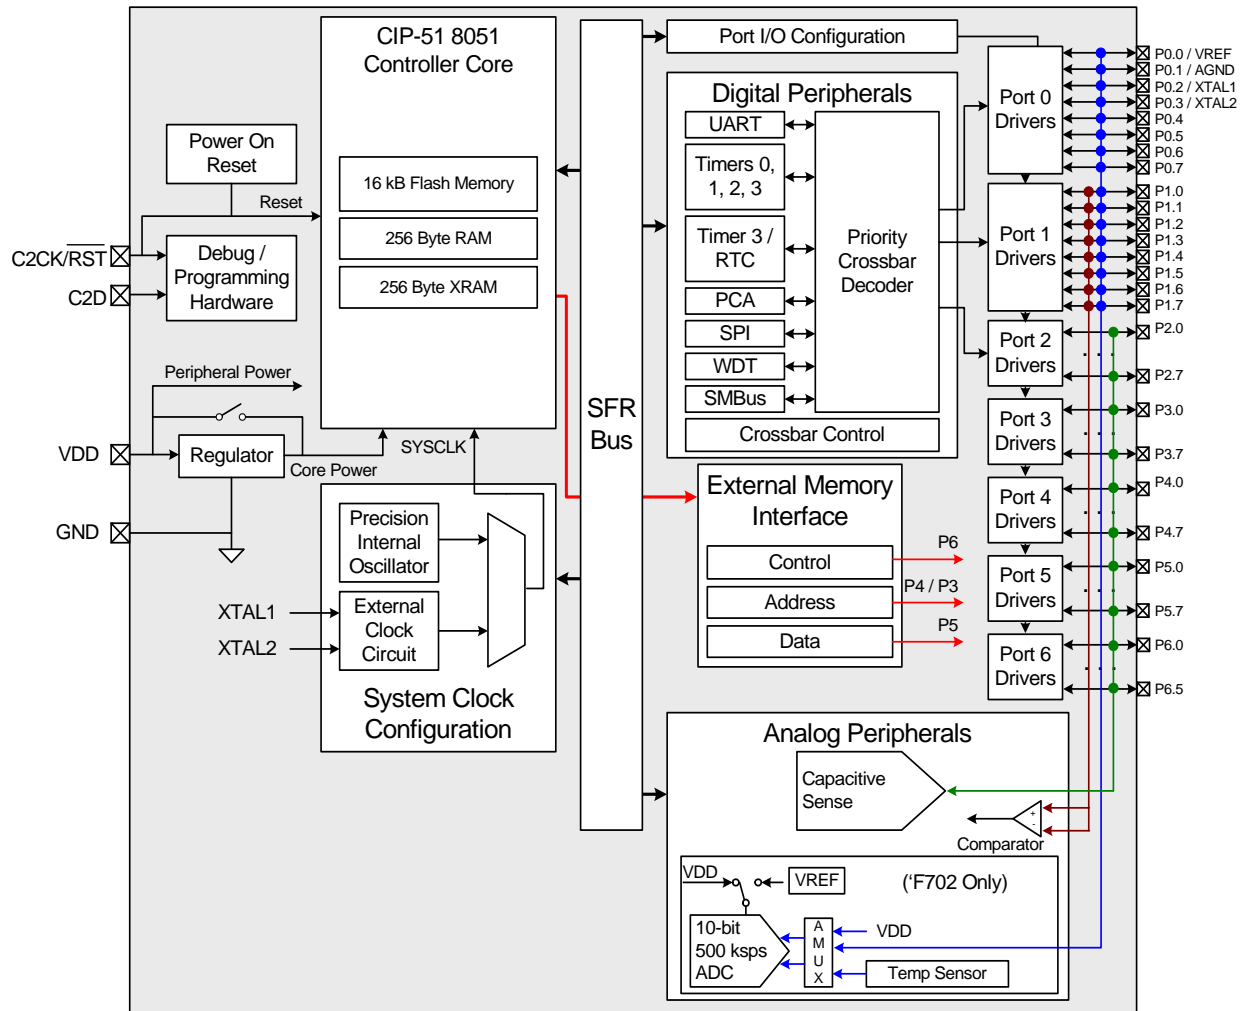 CIP-51 8051
Controller Core
Port I/O Configuration
Power On
Reset
Reset
16 kB Flash Memory
256 Byte RAM
256 Byte XRAM
C2CK/RST
C2D
Debug /
Programming
Hardware
Peripheral Power
VDD
Regulator
Core Power
SYSCLK
GND
Precision
Internal
Oscillator
XTAL1
XTAL2
External
Clock
Circuit
System Clock
Configuration
SFR
Bus
Digital Peripherals
UART
Timers 0,
1, 2, 3
Timer 3 /
RTC
PCA
SPI
WDT
SMBus
Priority
Crossbar
Decoder
Crossbar Control
External Memory
Interface
Control
Address
Data
P6
P4 / P3
P5
Port 0
Drivers
Port 1
Drivers
Port 2
Drivers
Port 3
Drivers
Port 4
Drivers
Port 5
Drivers
Port 6
Drivers
P0.0 / VREF
P0.1 / AGND
P0.2 / XTAL1
P0.3 / XTAL2
P0.4
P0.5
P0.6
P0.7
P1.0
P1.1
P1.2
P1.3
P1.4
P1.5
P1.6
P1.7
P2.0
P2.7
P3.0
P3.7
P4.0
P4.7
P5.0
P5.7
P6.0
P6.5
Analog Peripherals
Capacitive
Sense
+
-
Comparator
VDD
VREF
('F702 Only)
10-bit
500 ksps
ADC
A
M
U
X
VDD
Temp Sensor